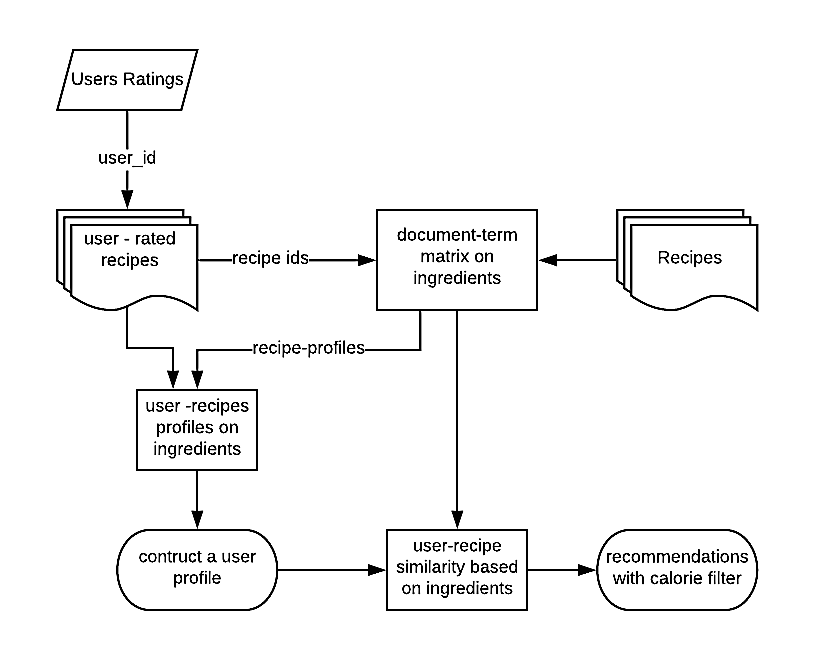 Users Ratings
user_id
user - rated
recipes
recipe ids
document-term
matrix on
ingredients
Recipes
recipe-profiles
user -recipes
profiles on
ingredients
contruct a user
profile
user-recipe
similarity based
on ingredients
recommendations
with calorie filter